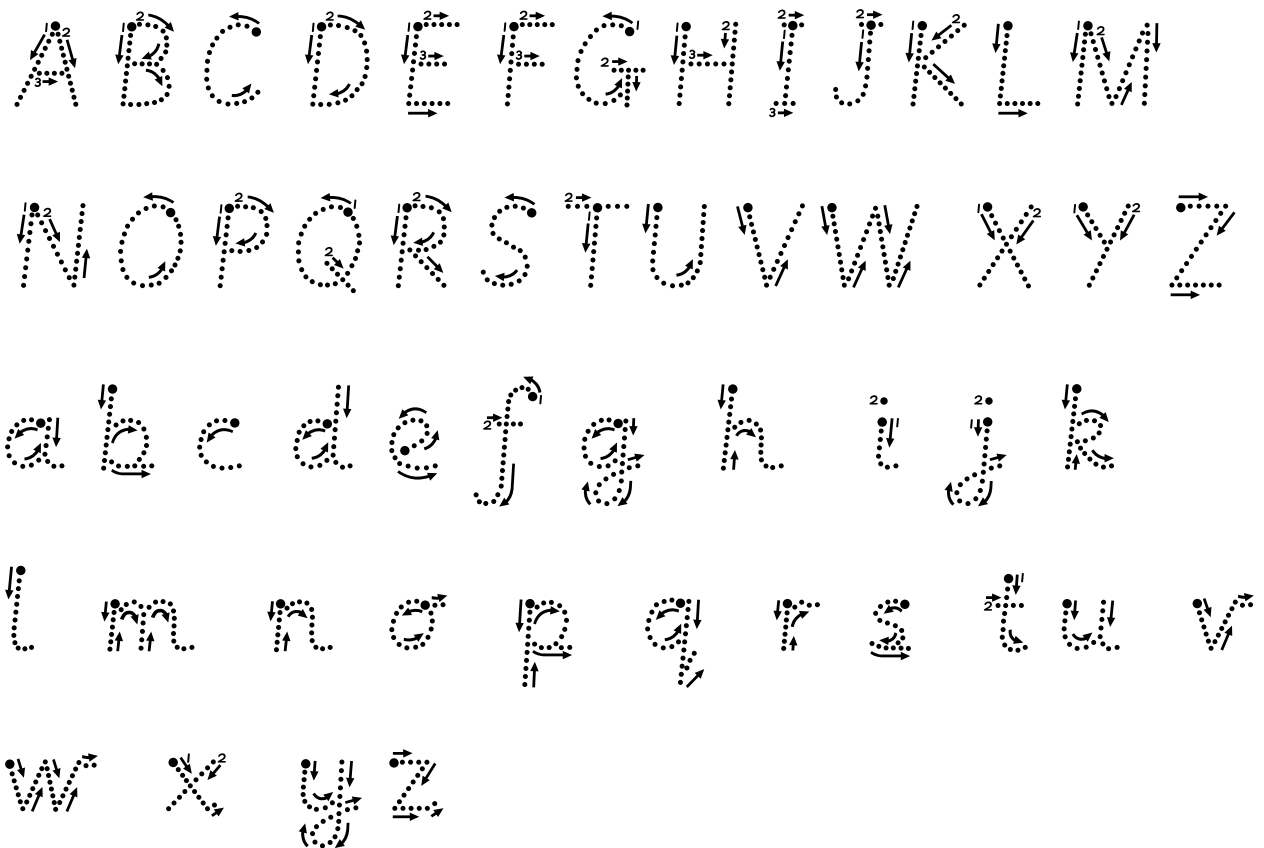 A B C D E F G H I J K L M
N O P Q R S T U V W X Y Z
a b c d e f g h i j k
l m n o p q r s t u v
w x y z